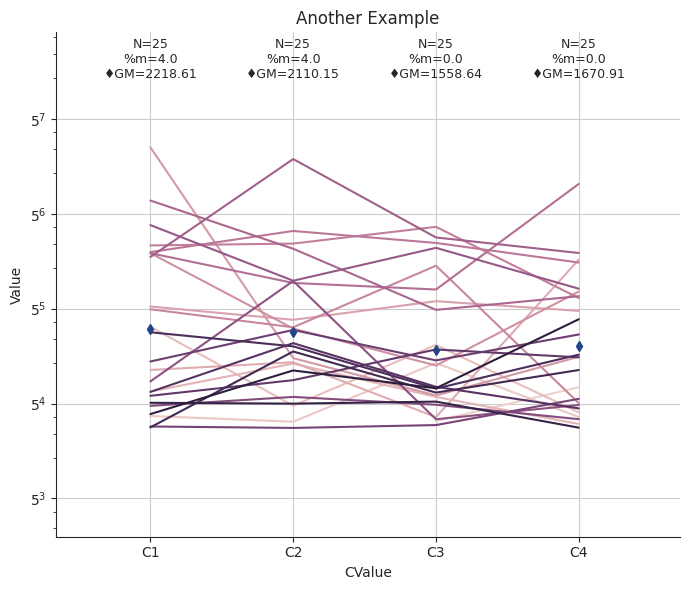 Another Example
N=25 N=25 N=25 N=25
%m=4.0 %m=4.0 %m=0.0 %m=0.0
♦GM=2218.61 ♦GM=2110.15 ♦GM=1558.64 ♦GM=1670.91
5⁷
5⁶
5⁵
5⁴
5³
Value
C1 C2 C3 C4
CValue